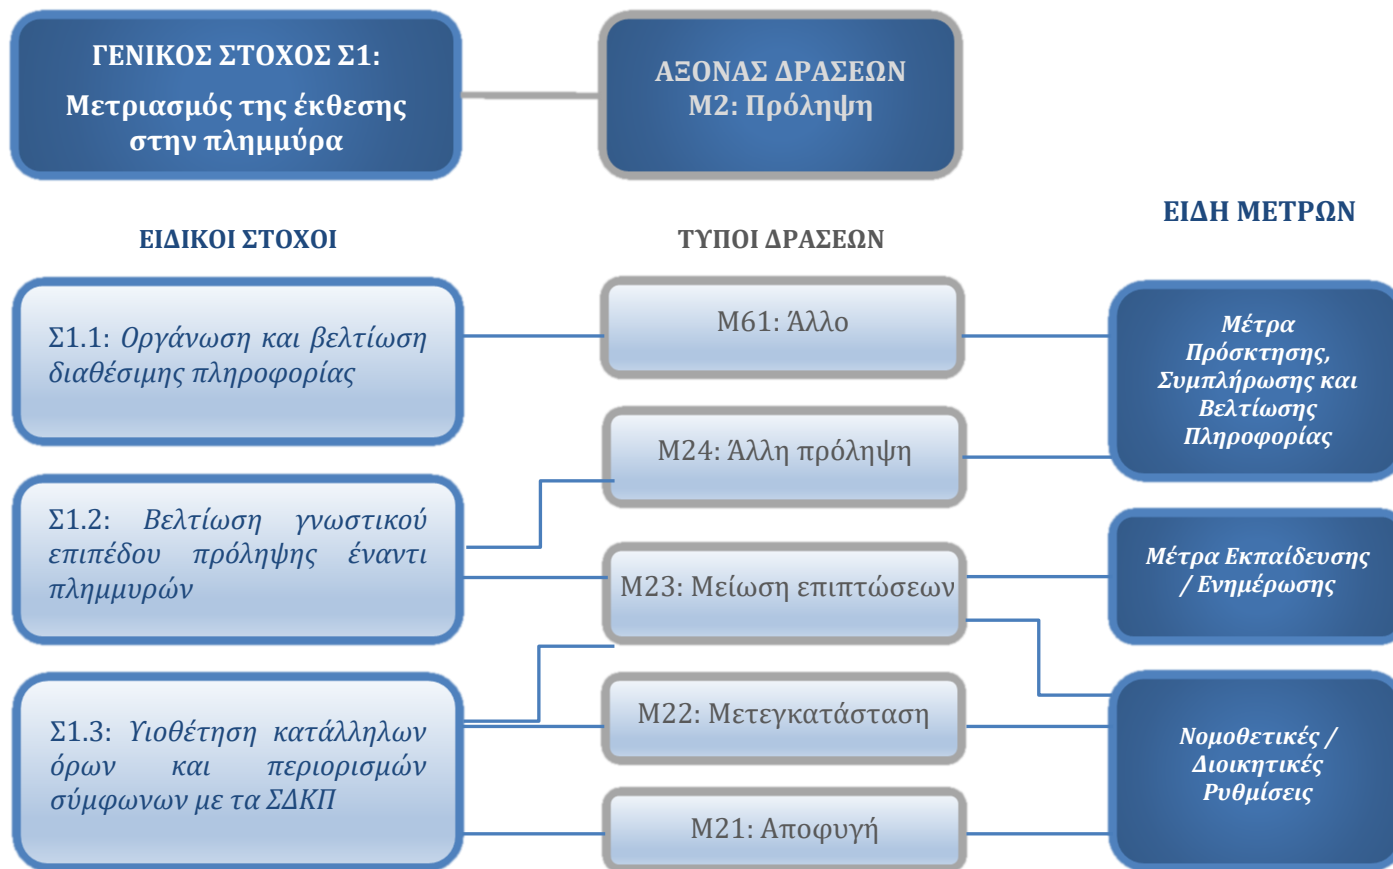 ΓΕΝΙΚΟΣ ΣΤΟΧΟΣ Σ1:
Μετριασμός της έκθεσης
στην πλημμύρα
ΑΞΟΝΑΣ ΔΡΑΣΕΩΝ
Μ2: Πρόληψη
ΕΙΔΙΚΟΙ ΣΤΟΧΟΙ
ΤΥΠΟΙ ΔΡΑΣΕΩΝ
ΕΙΔΗ ΜΕΤΡΩΝ
Σ1.1: Οργάνωση και βελτίωση
διαθέσιμης πληροφορίας
Σ1.2: Βελτίωση γνωστικού
επιπέδου πρόληψης έναντι
πλημμυρών
Σ1.3: Υιοθέτηση κατάλληλων
όρων και περιορισμών
σύμφωνων με τα ΣΔΚΠ
Μ61: Άλλο
Μ24: Άλλη πρόληψη
Μ23: Μείωση επιπτώσεων
Μ22: Μετεγκατάσταση
Μ21: Αποφυγή
Μέτρα
Πρόσκτησης,
Συμπλήρωσης και
Βελτίωσης
Πληροφορίας
Μέτρα Εκπαίδευσης
/ Ενημέρωσης
Νομοθετικές /
Διοικητικές
Ρυθμίσεις